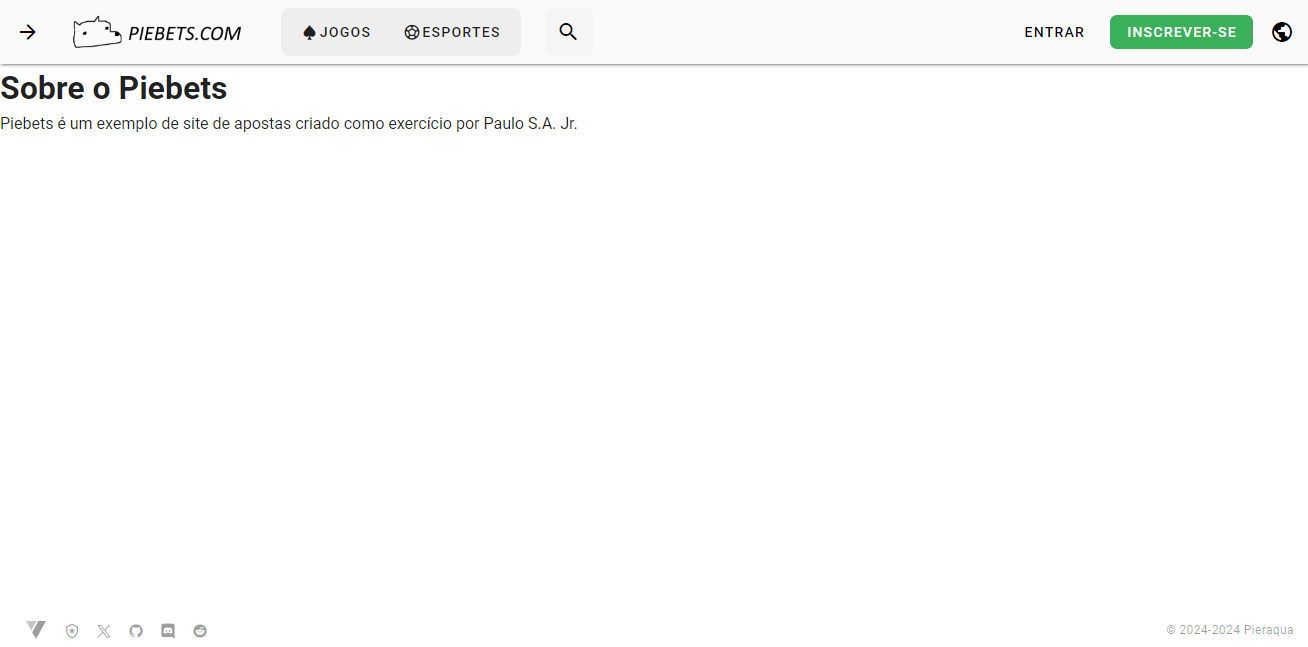 PIEBETS.COM
JOGOS
ESPORTES
ENTRAR
INSCREVER-SE
Sobre o Piebets
Piebets é um exemplo de site de apostas criado como exercício por Paulo S.A. Jr.
© 2024-2024 Pieraqua